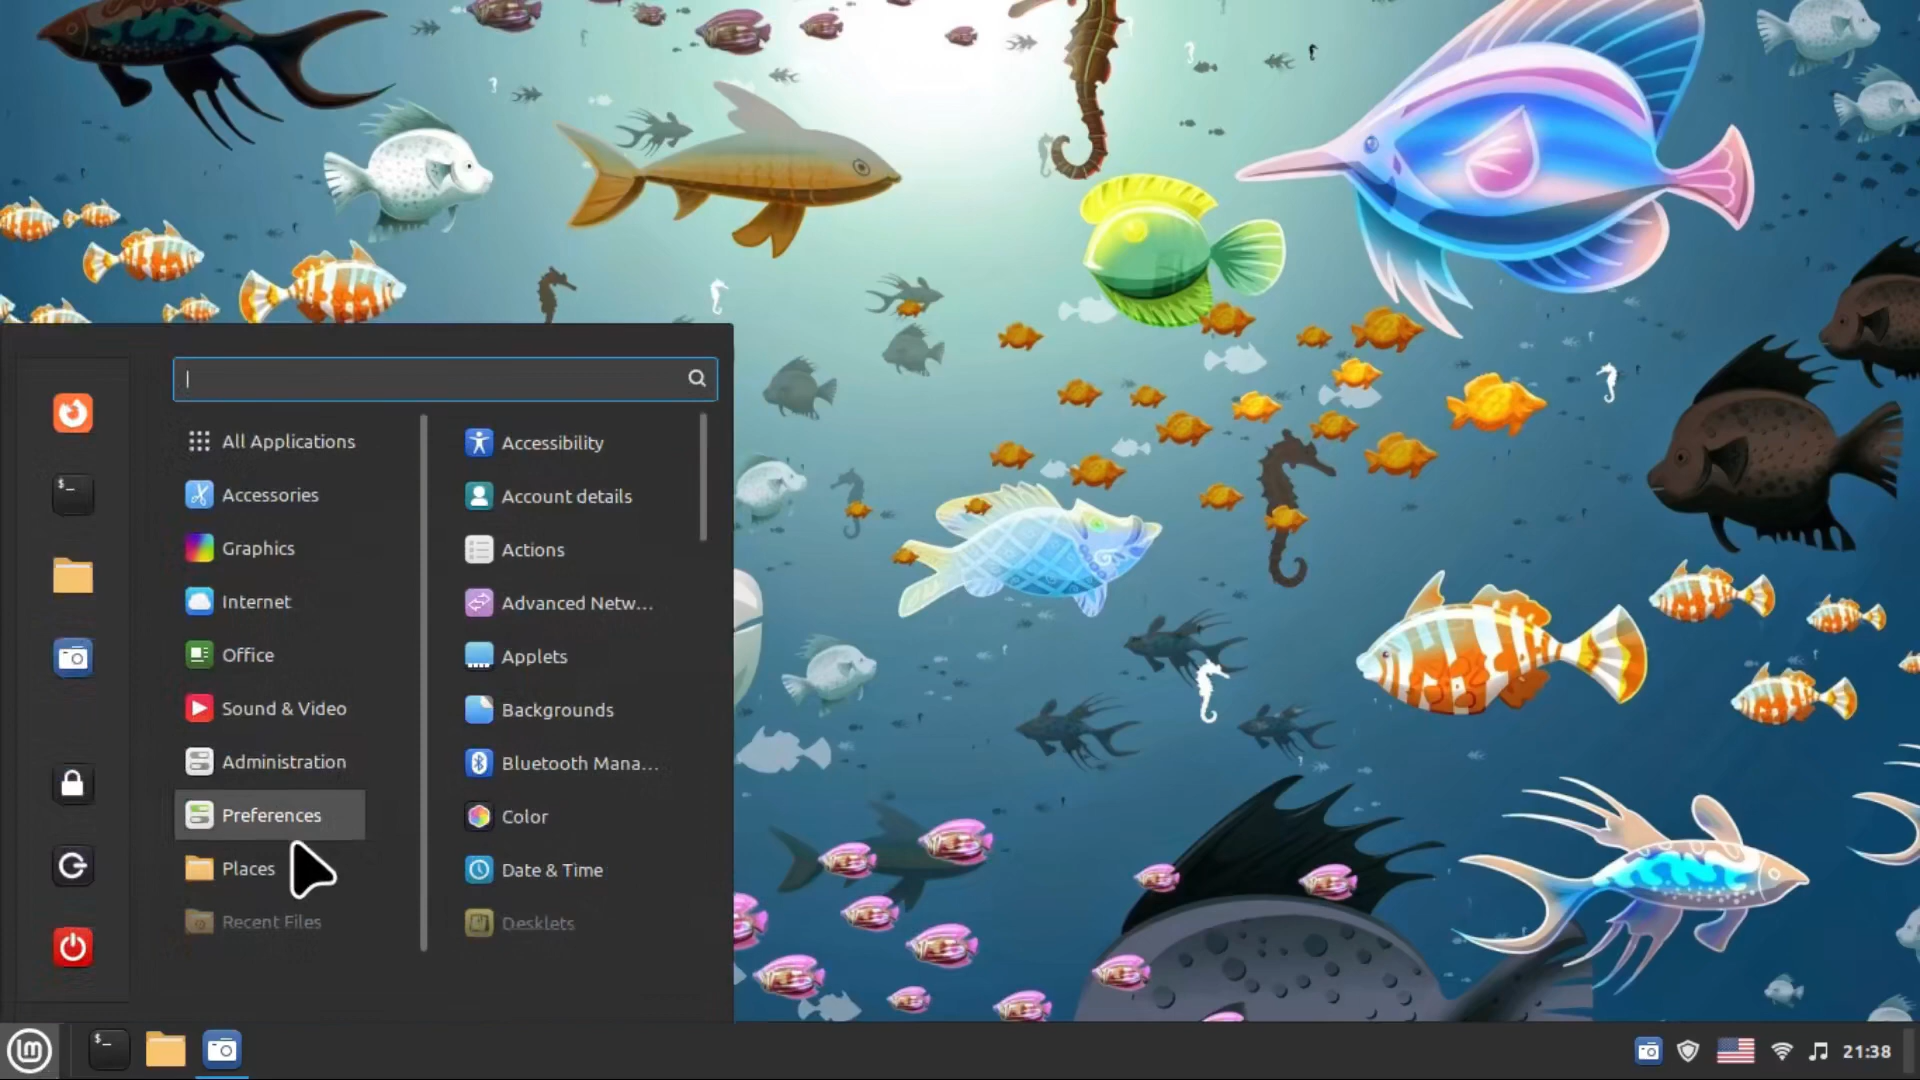 All Applications
Accessories
Graphics
Internet
Office
Sound & Video
Administration
Preferences
Places
Recent Files
Accessibility
Account details
Actions
Advanced Netw...
Applets
Backgrounds
Bluetooth Mana...
Color
Date & Time
Desklets
$_
$_
21:38